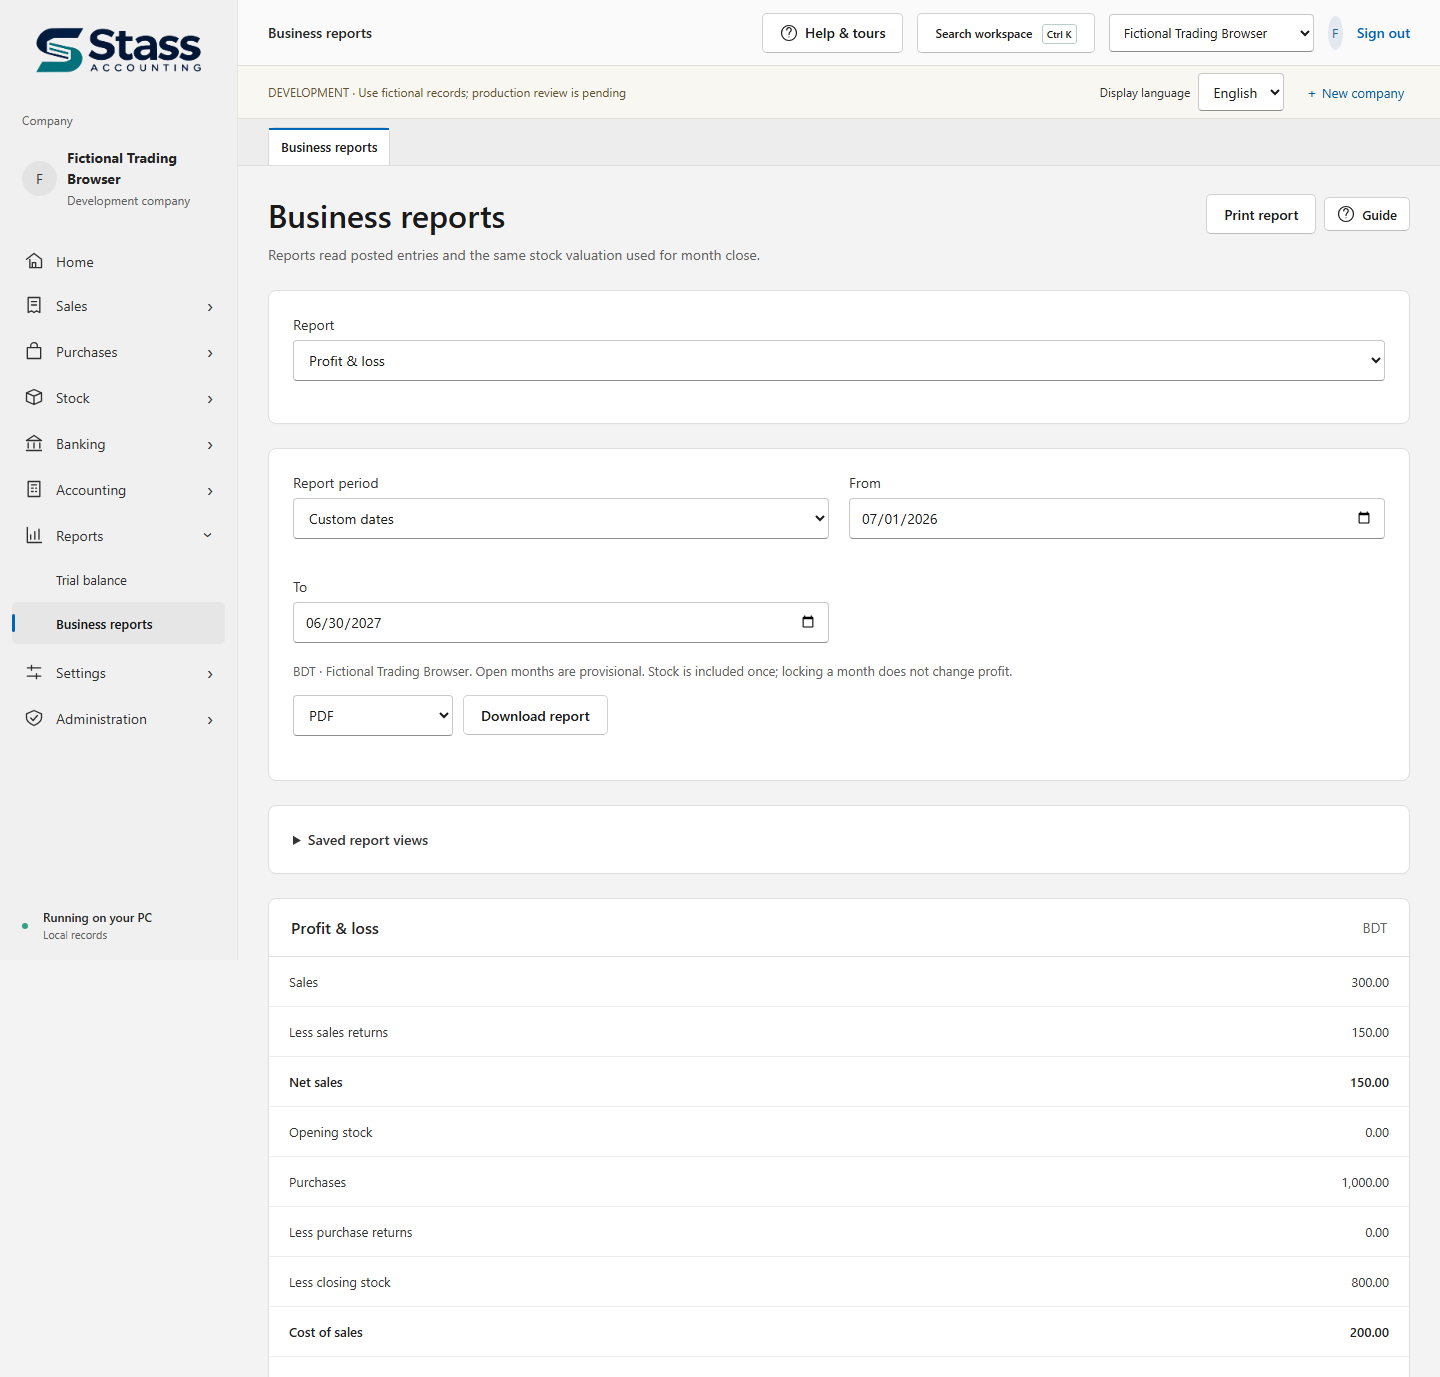 Stass
ACCOUNTING
Company
F
Fictional Trading
Browser
Development company
Home
Sales
Purchases
Stock
Banking
Accounting
Reports
Trial balance
Business reports
Settings
Administration
Running on your PC
Local records
Business reports
Help & tours
Search workspace Ctrl K
Fictional Trading Browser
F
Sign out
DEVELOPMENT · Use fictional records; production review is pending
Display language
English
+ New company
Business reports
Business reports
Print report
Guide
Reports read posted entries and the same stock valuation used for month close.
Report
Profit & loss
Report period
Custom dates
From
07/01/2026
To
06/30/2027
BDT · Fictional Trading Browser. Open months are provisional. Stock is included once; locking a month does not change profit.
PDF
Download report
Saved report views
Profit & loss BDT
Sales 300.00
Less sales returns 150.00
Net sales 150.00
Opening stock 0.00
Purchases 1,000.00
Less purchase returns 0.00
Less closing stock 800.00
Cost of sales 200.00